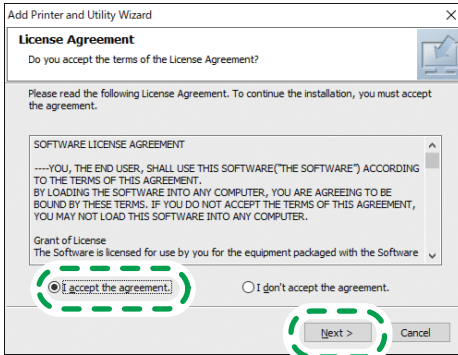 Add Printer and Utility Wizard
License Agreement
Do you accept the terms of the License Agreement?
Please read the following License Agreement. To continue the installation, you must accept
the agreement.
SOFTWARE LICENSE AGREEMENT
----YOU, THE END USER, SHALL USE THIS SOFTWARE("THE SOFTWARE") ACCORDING
TO THE TERMS OF THIS AGREEMENT.
BY LOADING THE SOFTWARE INTO ANY COMPUTER, YOU ARE AGREEING TO BE
BOUND BY THESE TERMS. IF YOU DO NOT ACCEPT THE TERMS OF THIS AGREEMENT,
YOU MAY NOT LOAD THIS SOFTWARE INTO ANY COMPUTER.
Grant of License
The Software is licensed for use by you for the equipment packaged with the Software
I accept the agreement. I don't accept the agreement.
Next > Cancel